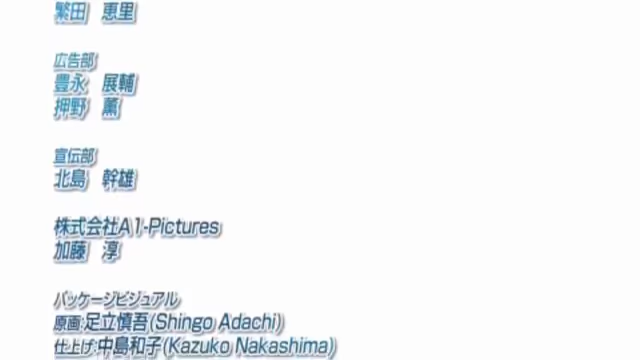 繁田　恵里
広告部
豊永　展輔
押野　薫
宣伝部
北島　幹雄
株式会社A1-Pictures
加藤　淳
パッケージビジュアル
原画:足立慎吾(Shingo Adachi)
仕上げ:中島和子(Kazuko Nakashima)